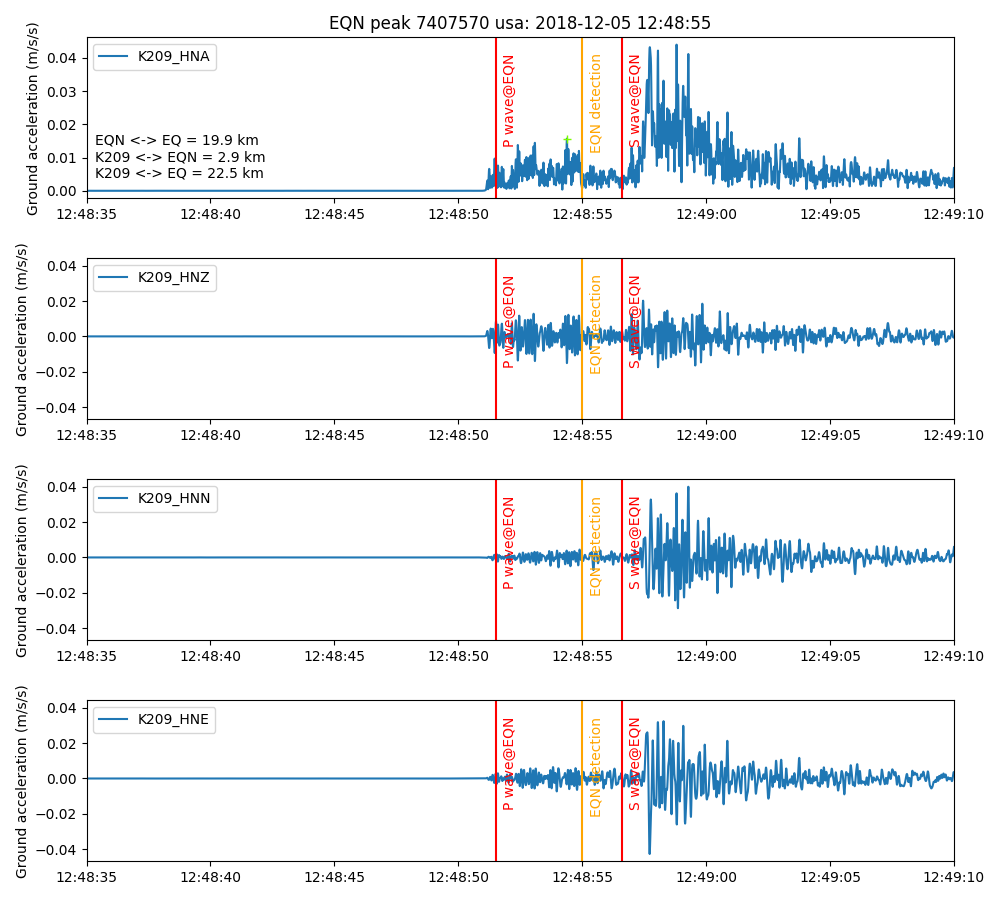 EQN peak 7407570 usa: 2018-12-05 12:48:55
Ground acceleration (m/s/s)
0.04
0.03
0.02
0.01
0.00
K209_HNA
P wave@EQN
EQN detection
S wave@EQN
EQN <-> EQ = 19.9 km
K209 <-> EQN = 2.9 km
K209 <-> EQ = 22.5 km
12:48:35 12:48:40 12:48:45 12:48:50 12:48:55 12:49:00 12:49:05 12:49:10
Ground acceleration (m/s/s)
0.04
0.02
0.00
−0.02
−0.04
K209_HNZ
P wave@EQN
EQN detection
S wave@EQN
12:48:35 12:48:40 12:48:45 12:48:50 12:48:55 12:49:00 12:49:05 12:49:10
Ground acceleration (m/s/s)
0.04
0.02
0.00
−0.02
−0.04
K209_HNN
P wave@EQN
EQN detection
S wave@EQN
12:48:35 12:48:40 12:48:45 12:48:50 12:48:55 12:49:00 12:49:05 12:49:10
Ground acceleration (m/s/s)
0.04
0.02
0.00
−0.02
−0.04
K209_HNE
P wave@EQN
EQN detection
S wave@EQN
12:48:35 12:48:40 12:48:45 12:48:50 12:48:55 12:49:00 12:49:05 12:49:10